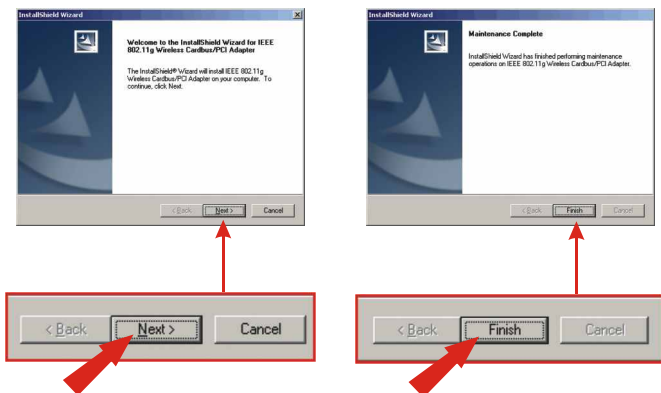 InstallShield Wizard
Welcome to the InstallShield Wizard for IEEE
802.11g Wireless Cardbus/PCI Adapter
The InstallShield® Wizard will install IEEE 802.11g
Wireless Cardbus/PCI Adapter on your computer. To
continue, click Next.
< Back Next > Cancel
< Back Next > Cancel
InstallShield Wizard
Maintenance Complete
InstallShield Wizard has finished performing maintenance
operations on IEEE 802.11g Wireless Cardbus/PCI Adapter.
< Back Finish Cancel
< Back Finish Cancel